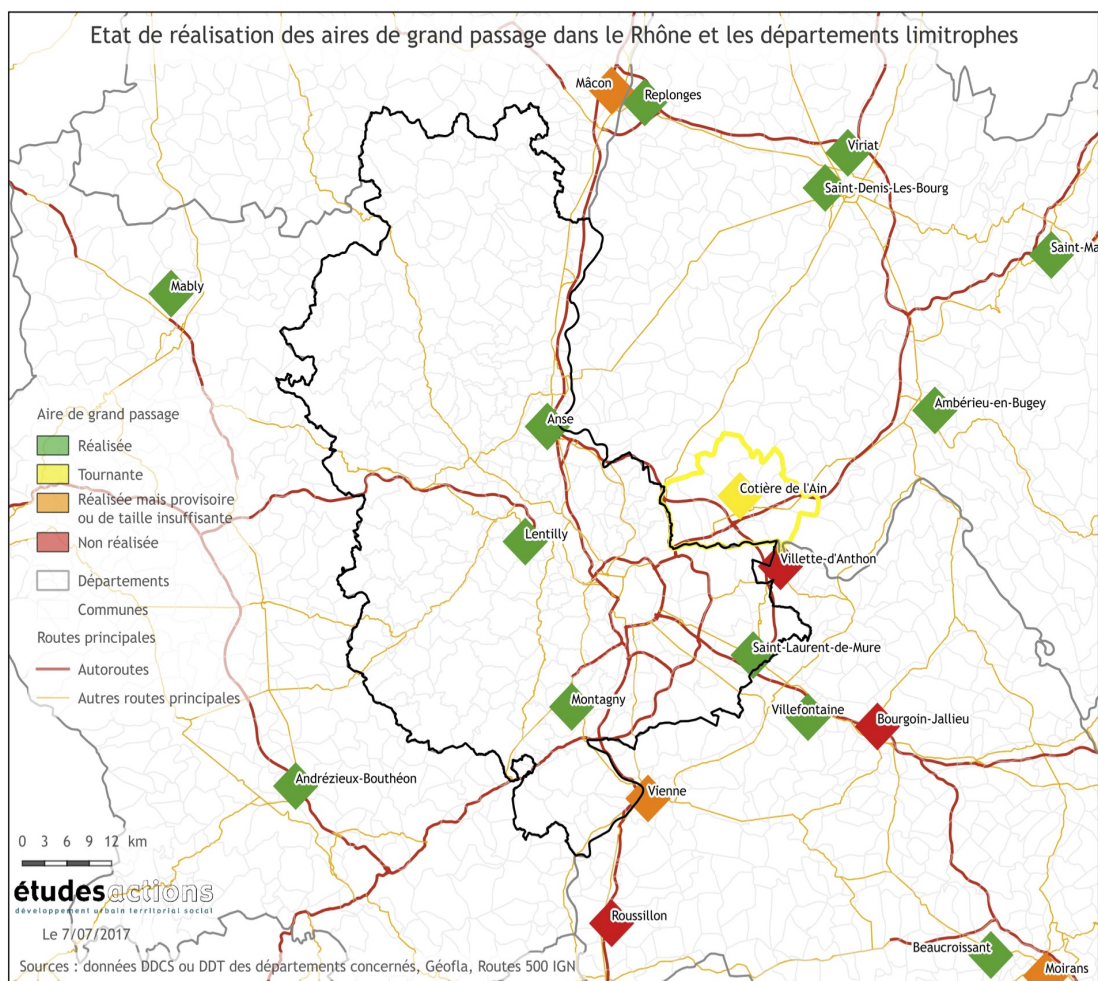 Etat de réalisation des aires de grand passage dans le Rhône et les départements limitrophes
Mâcon
Replonges
Viriat
Saint-Denis-Les-Bourg
Saint-Ma
Mably
Ambérieu-en-Bugey
Anse
Cotière de l'Ain
Lentilly
Villette-d'Anthon
Saint-Laurent-de-Mure
Montagny
Villefontaine
Bourgoin-Jallieu
Andrézieux-Bouthéon
Vienne
Roussillon
Beaucroissant
Moirans
Aire de grand passage
Réalisée
Tournante
Réalisée mais provisoire
ou de taille insuffisante
Non réalisée
Départements
Communes
Routes principales
Autoroutes
Autres routes principales
0 3 6 9 12 km
étudesactions
développement urbain territorial social
Le 7/07/2017
Sources : données DDCS ou DDT des départements concernés, Géofla, Routes 500 IGN